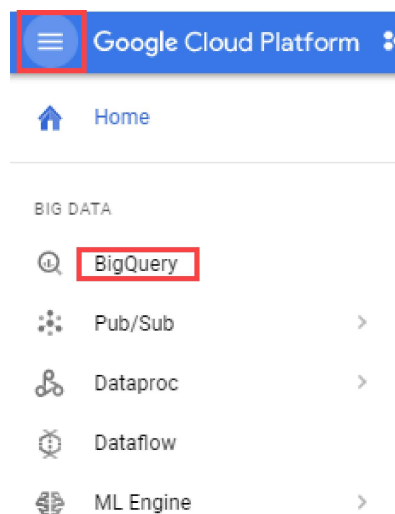 Google Cloud Platform
Home
BIG DATA
BigQuery
Pub/Sub
Dataproc
Dataflow
ML Engine